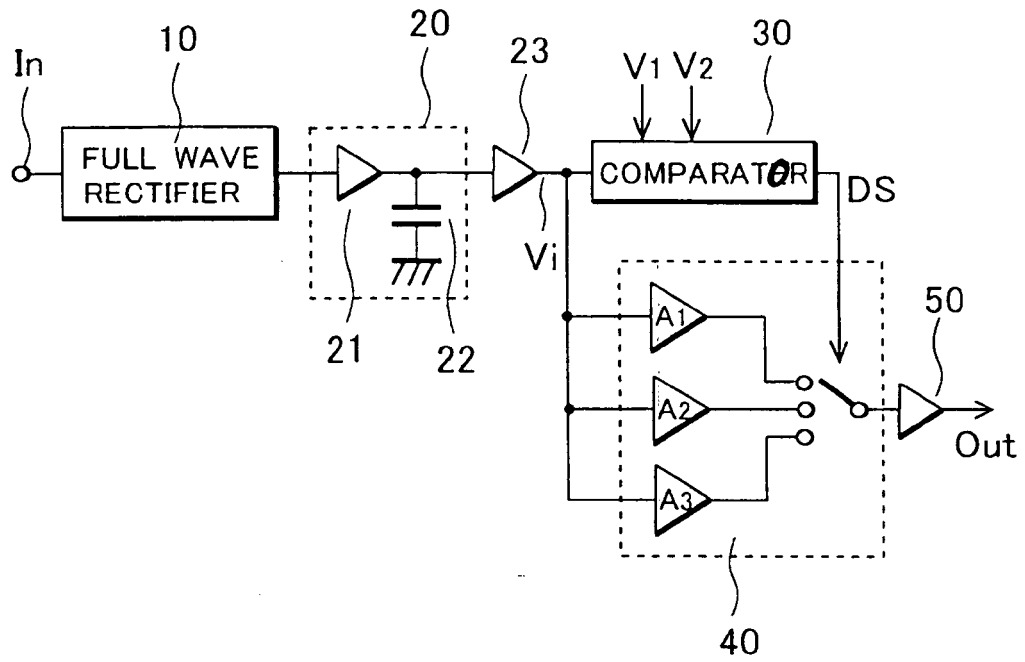 In
10
FULL WAVE
RECTIFIER
20
21
22
23
Vi
V1 V2
30
COMPARATOR
DS
A1
A2
A3
40
50
Out